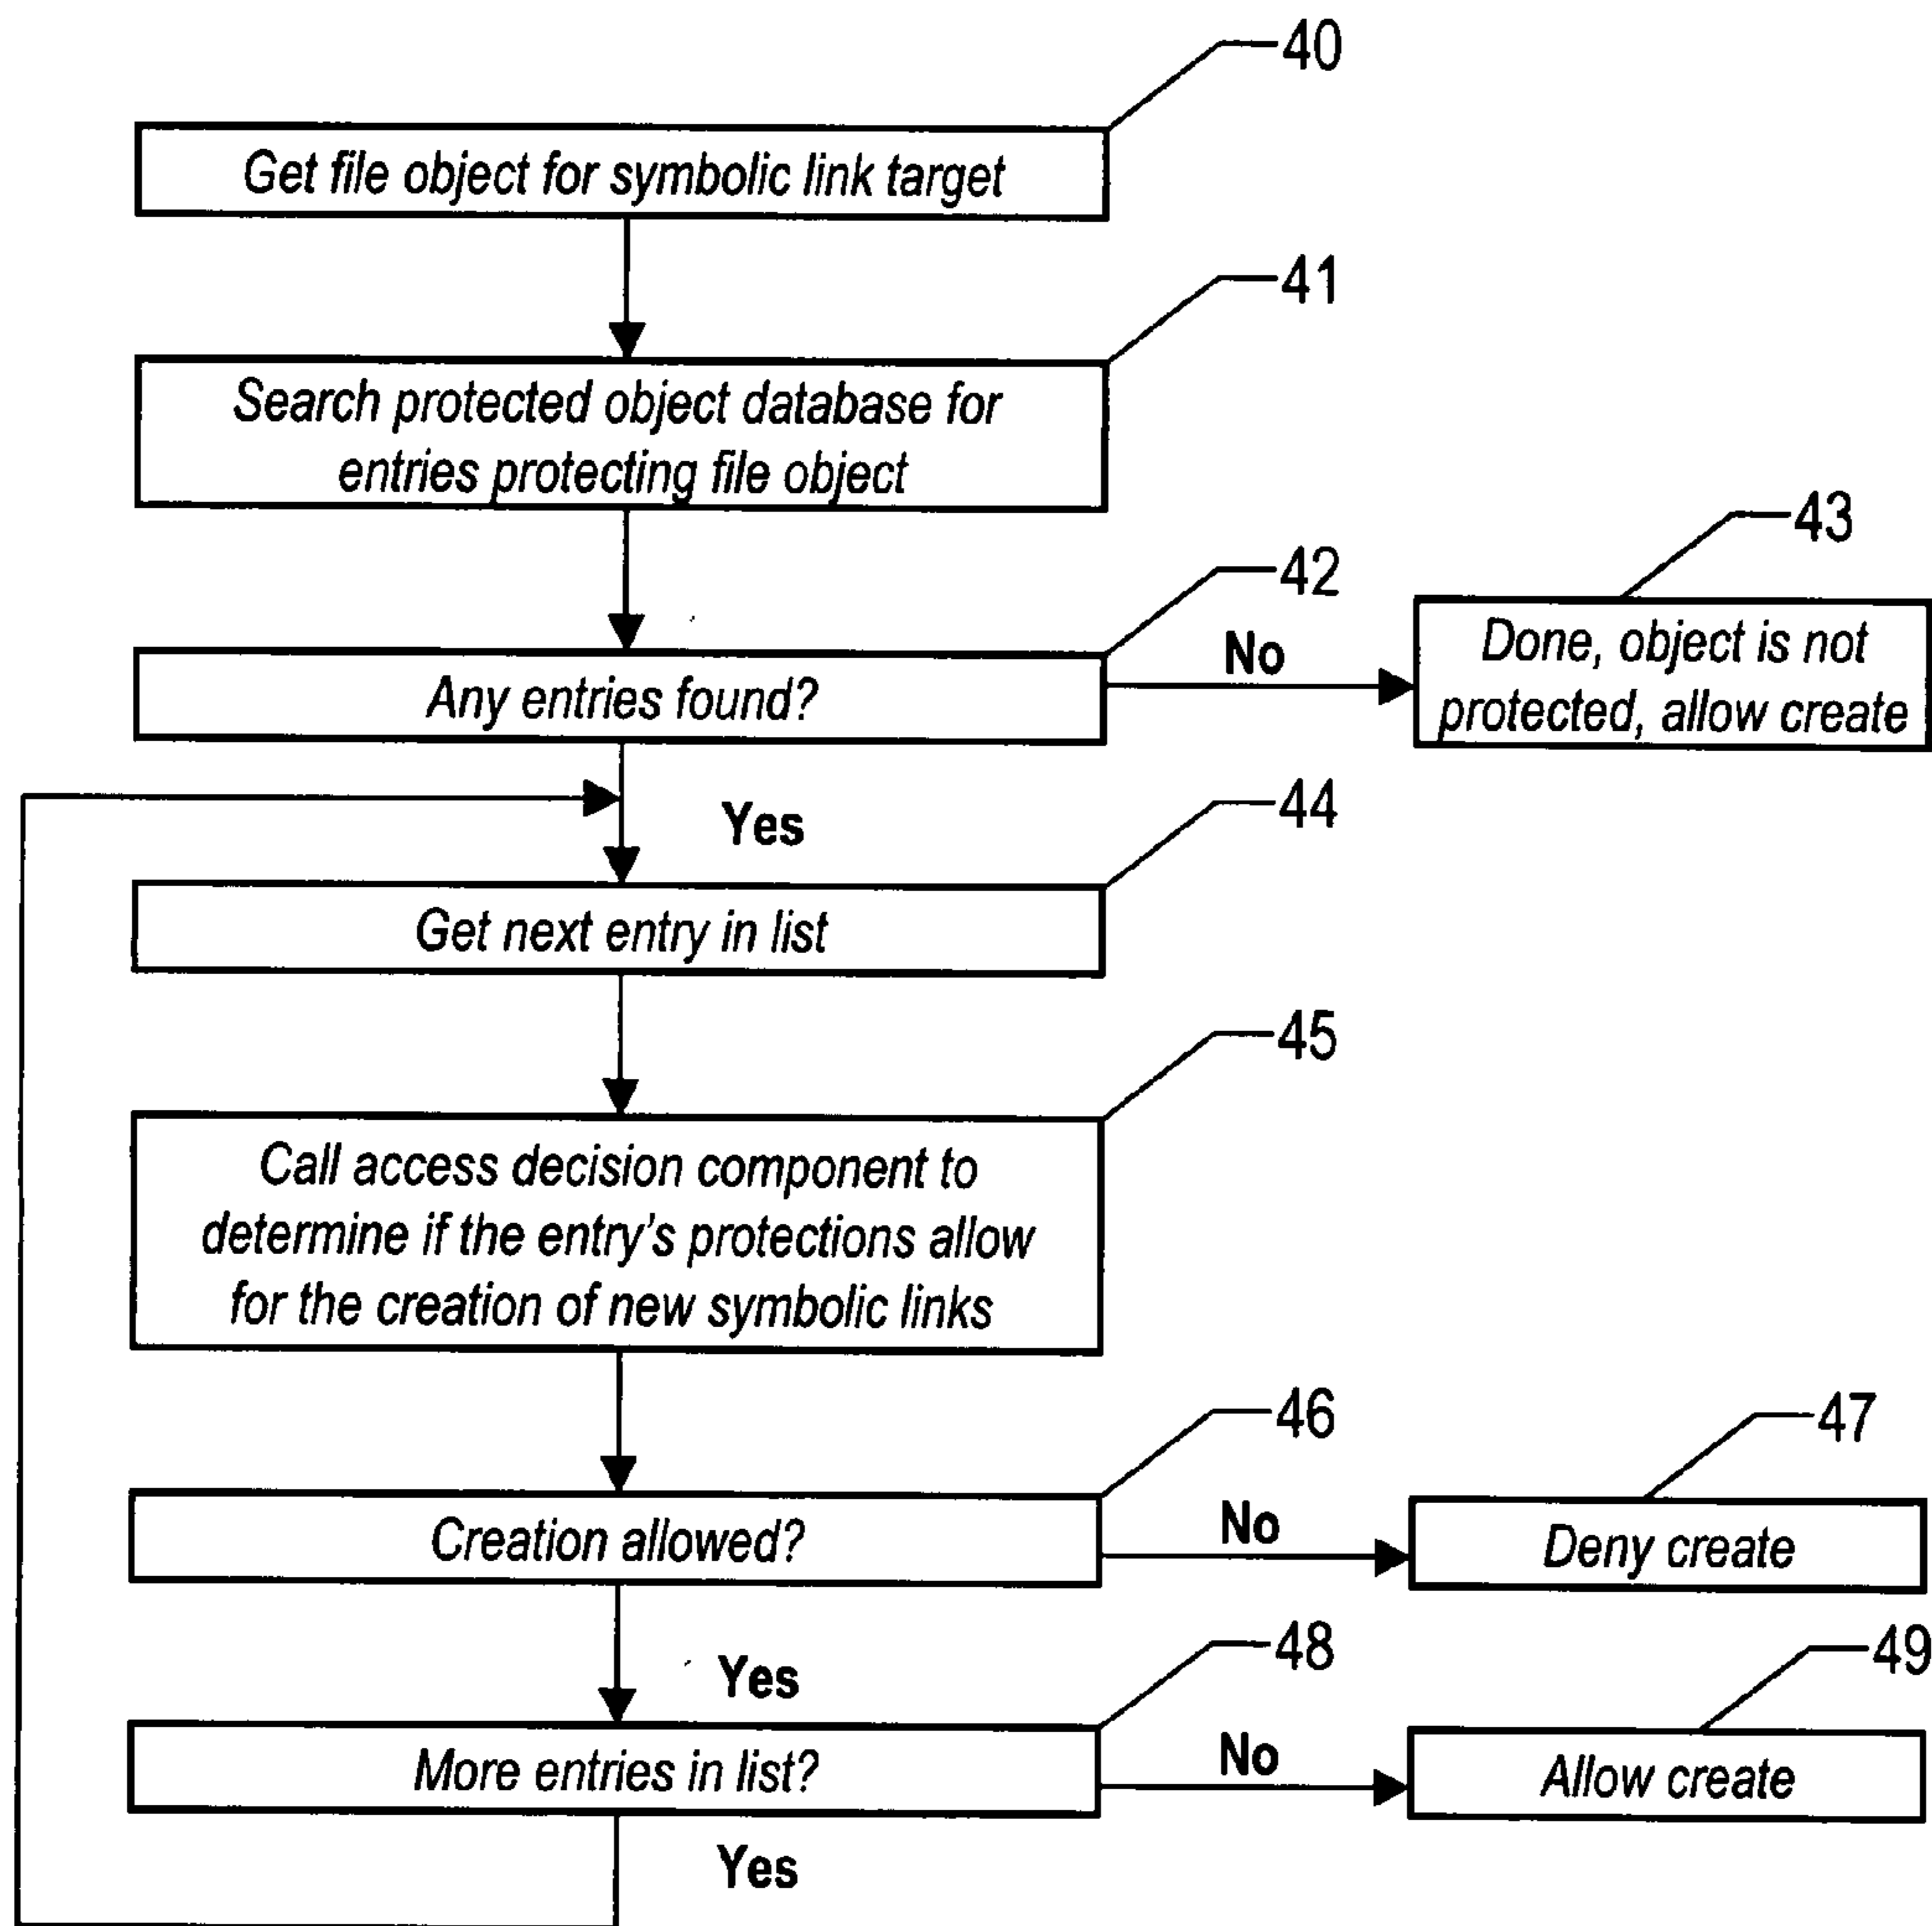 40
Get file object for symbolic link target
41
Search protected object database for
entries protecting file object
42
43
Any entries found?
No
Done, object is not
protected, allow create
Yes
44
Get next entry in list
45
Call access decision component to
determine if the entry's protections allow
for the creation of new symbolic links
46
47
Creation allowed?
No
Deny create
Yes
48
49
More entries in list?
No
Allow create
Yes